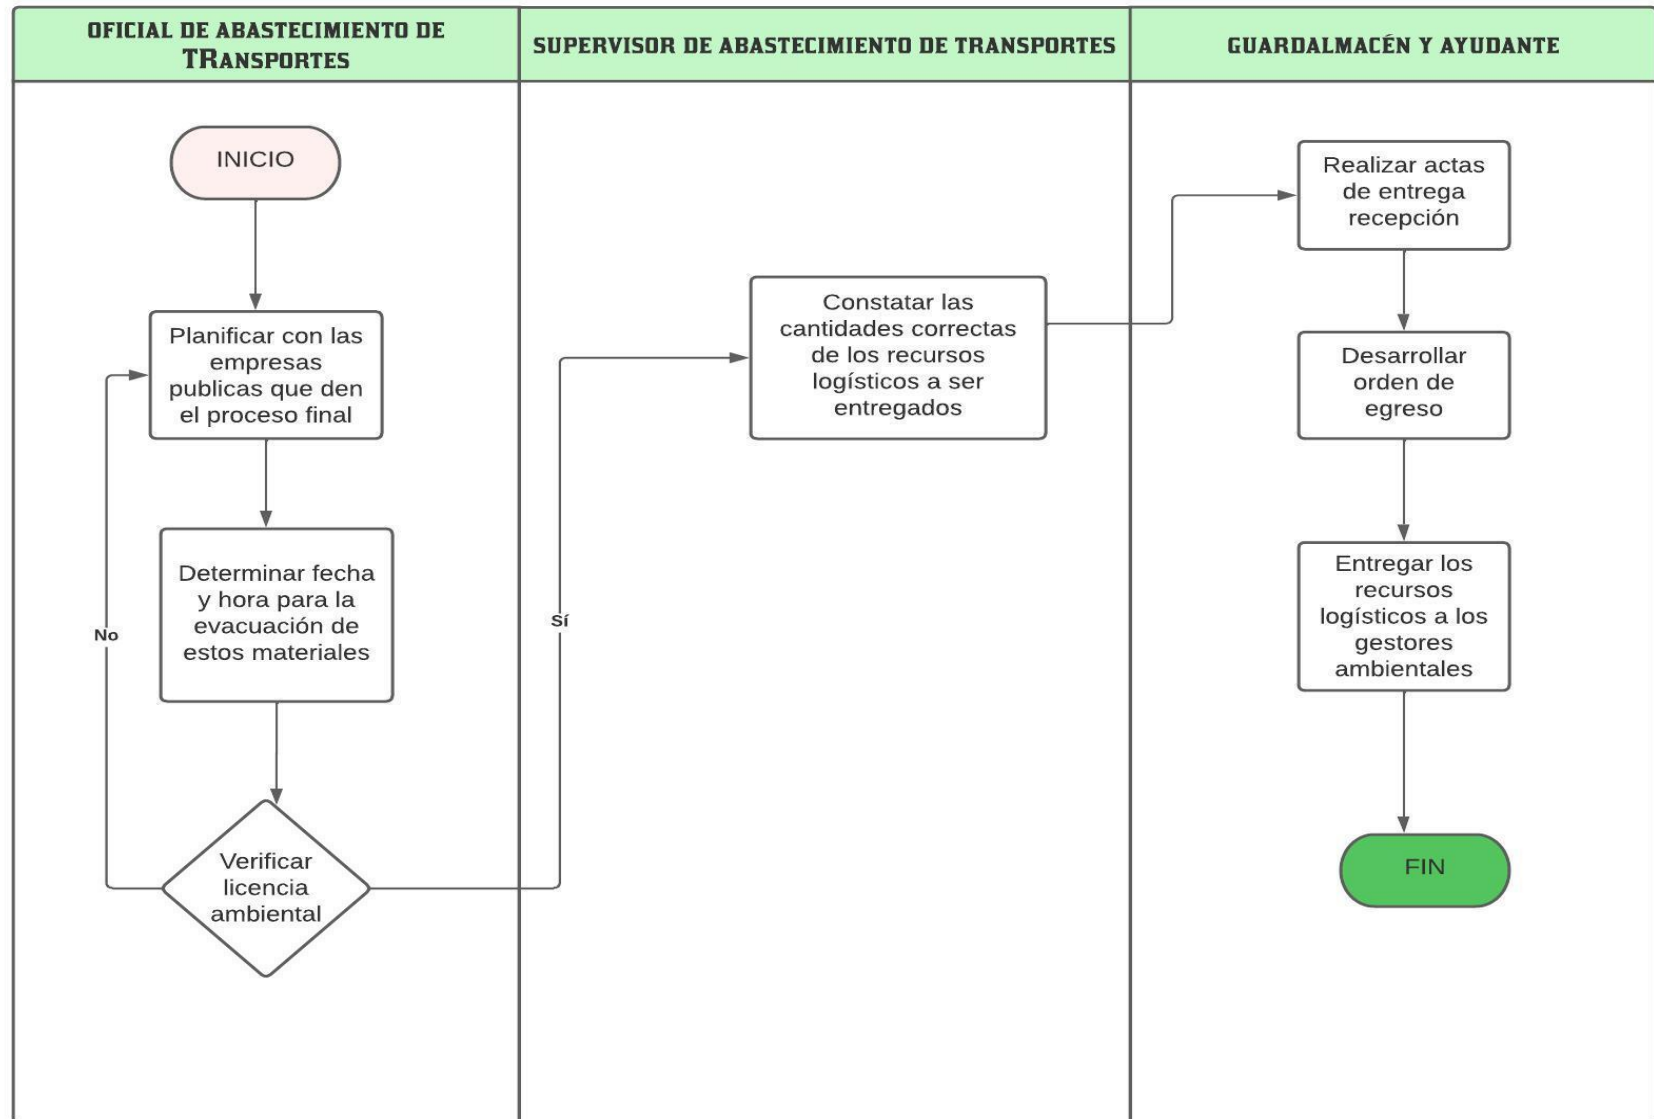 OFICIAL DE ABASTECIMIENTO DE
TRANSPORTES
SUPERVISOR DE ABASTECIMIENTO DE TRANSPORTES
GUARDALMACÉN Y AYUDANTE
INICIO
Planificar con las
empresas
publicas que den
el proceso final
Determinar fecha
y hora para la
evacuación de
estos materiales
No
Verificar
licencia
ambiental
Sí
Constatar las
cantidades correctas
de los recursos
logísticos a ser
entregados
Realizar actas
de entrega
recepción
Desarrollar
orden de
egreso
Entregar los
recursos
logísticos a los
gestores
ambientales
FIN